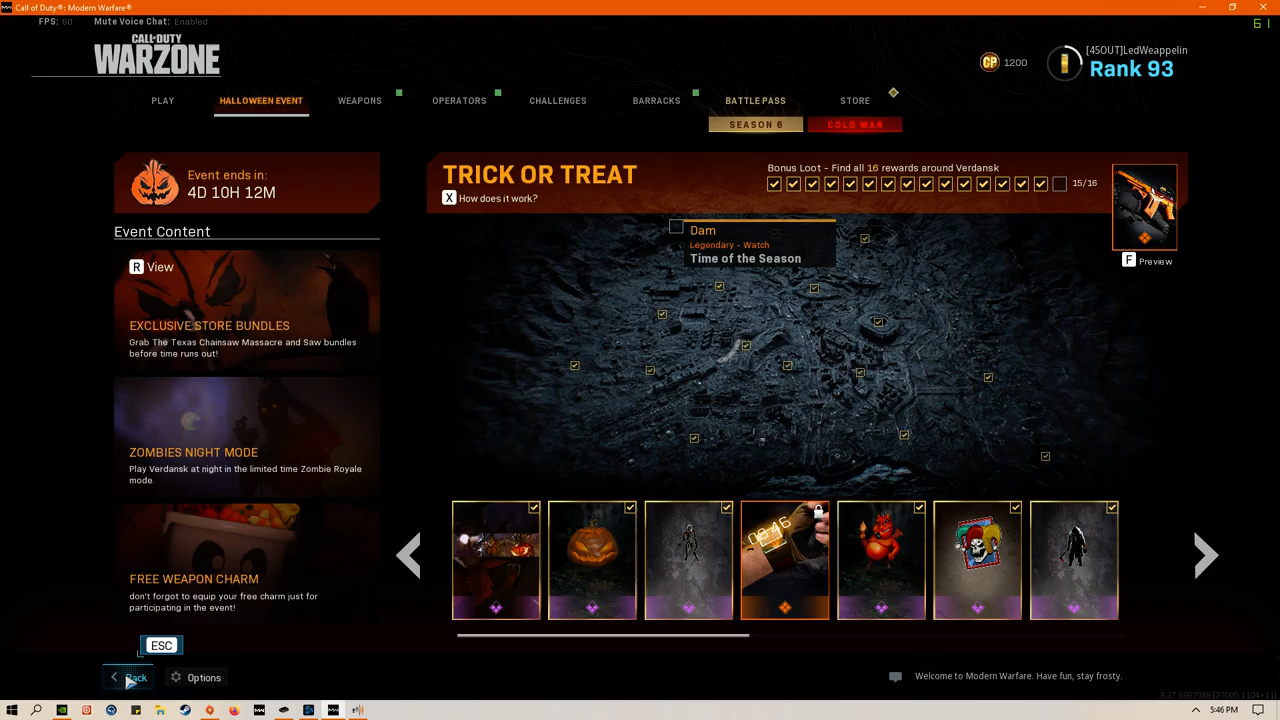 Call of Duty®: Modern Warfare®
FPS: 60 Mute Voice Chat: Enabled
61
CALL OF DUTY
WARZONE
CP 1200
[45OUT]LedWeappelin
Rank 93
PLAY HALLOWEEN EVENT WEAPONS OPERATORS CHALLENGES BARRACKS BATTLE PASS STORE
SEASON 6 COLD WAR
Event ends in:
4D 10H 12M
TRICK OR TREAT
X How does it work?
Bonus Loot - Find all 16 rewards around Verdansk
15/16
F Preview
Event Content
R View
EXCLUSIVE STORE BUNDLES
Grab The Texas Chainsaw Massacre and Saw bundles
before time runs out!
Dam
Legendary - Watch
Time of the Season
ZOMBIES NIGHT MODE
Play Verdansk at night in the limited time Zombie Royale
mode.
08:46
FREE WEAPON CHARM
don't forgot to equip your free charm just for
participating in the event!
ESC
Back Options
Welcome to Modern Warfare. Have fun, stay frosty.
5:46 PM